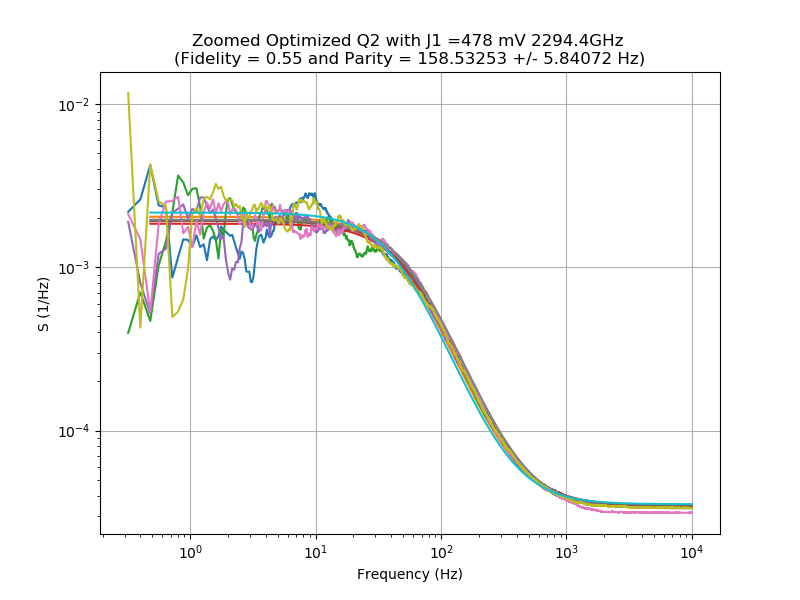 Zoomed Optimized Q2 with J1 =478 mV 2294.4GHz
(Fidelity = 0.55 and Parity = 158.53253 +/- 5.84072 Hz)
S (1/Hz)
10⁻²
10⁻³
10⁻⁴
10⁰ 10¹ 10² 10³ 10⁴
Frequency (Hz)